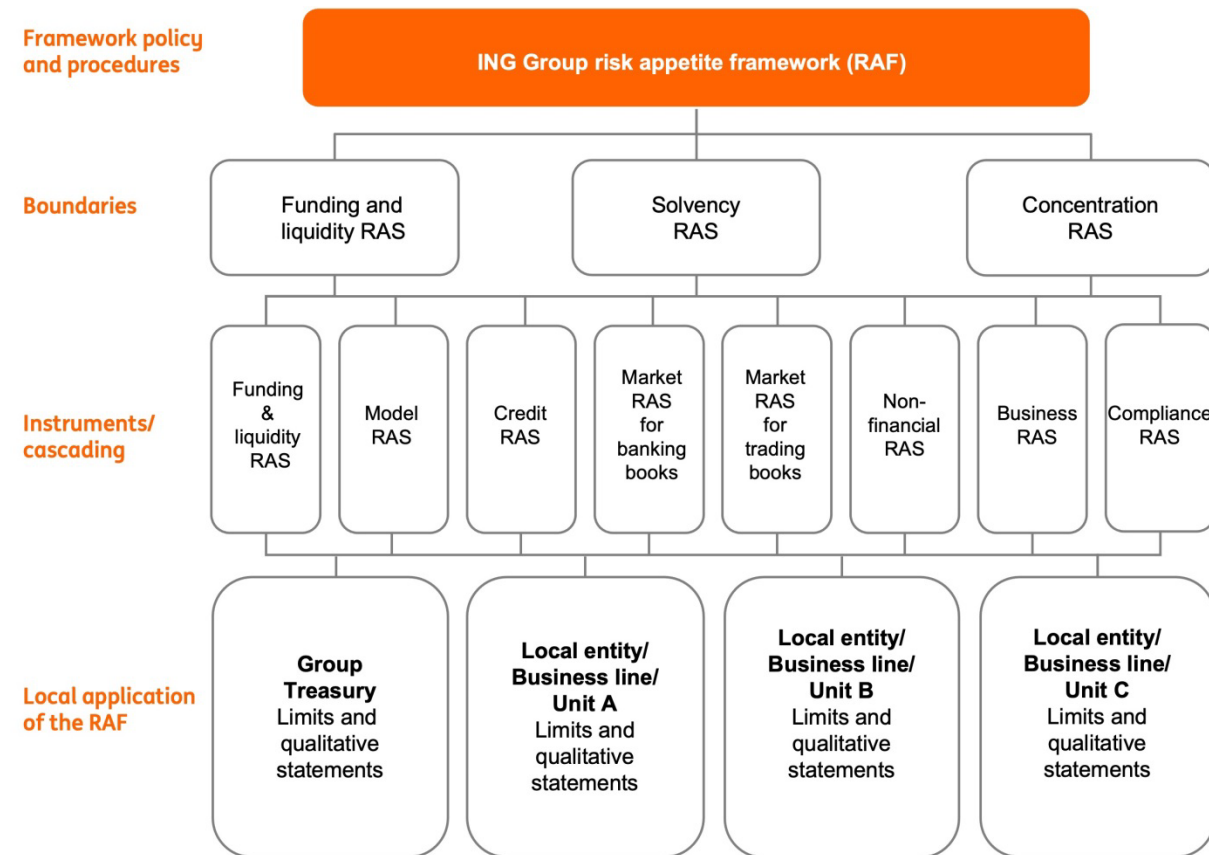 Framework policy
and procedures
ING Group risk appetite framework (RAF)
Boundaries
Funding and
liquidity RAS
Solvency
RAS
Concentration
RAS
Instruments/
cascading
Funding
&
liquidity
RAS
Model
RAS
Credit
RAS
Market
RAS
for
banking
books
Market
RAS
for
trading
books
Non-
financial
RAS
Business
RAS
Compliance
RAS
Local application
of the RAF
Group
Treasury
Limits and
qualitative
statements
Local entity/
Business line/
Unit A
Limits and
qualitative
statements
Local entity/
Business line/
Unit B
Limits and
qualitative
statements
Local entity/
Business line/
Unit C
Limits and
qualitative
statements